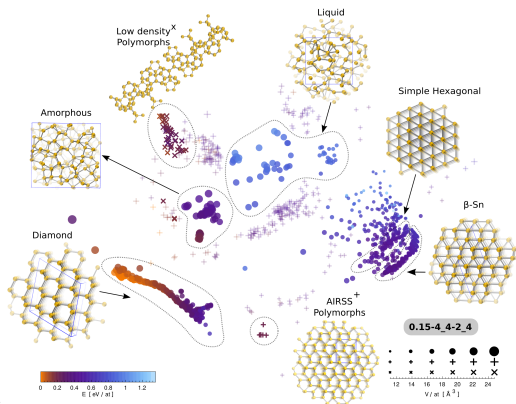 Liquid
Low density x
Polymorphs
Simple Hexagonal
Amorphous
β-Sn
Diamond
AIRSS +
Polymorphs
0.15-4_4-2_4
0 0.2 0.4 0.6 0.8 1 1.2
E [ eV / at ]
12 14 16 18 20 22 24
V / at [ Å^3 ]